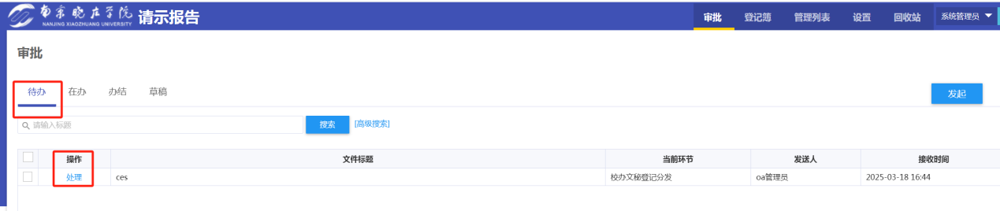 南京晓庄学院 请示报告 审批 登记簿 管理列表 设置 回收站 系统管理员
NANJING XIAOZHUANG UNIVERSITY
审批
待办 在办 办结 草稿 发起
请输入标题 搜索 [高级搜索]
操作 文件标题 当前环节 发送人 接收时间
处理 ces 校办文秘登记分发 oa管理员 2025-03-18 16:44